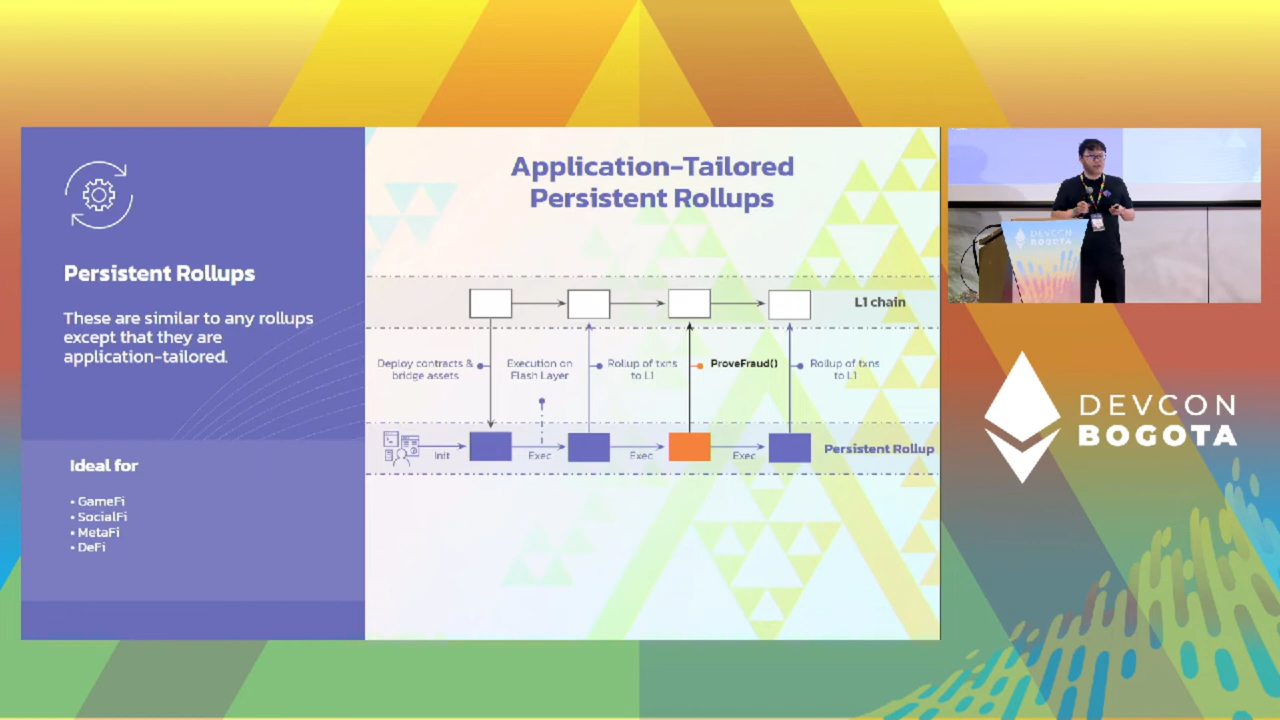 Persistent Rollups
These are similar to any rollups
except that they are
application-tailored.
Ideal for
• GameFi
• SocialFi
• MetaFi
• DeFi
Application-Tailored
Persistent Rollups
L1 chain
Deploy contracts &
bridge assets
Execution on
Flash Layer
Rollup of txns
to L1
ProveFraud()
Rollup of txns
to L1
Init
Exec
Exec
Exec
Persistent Rollup
DEVCON
BOGOTA
DEVCON
BOGOTA